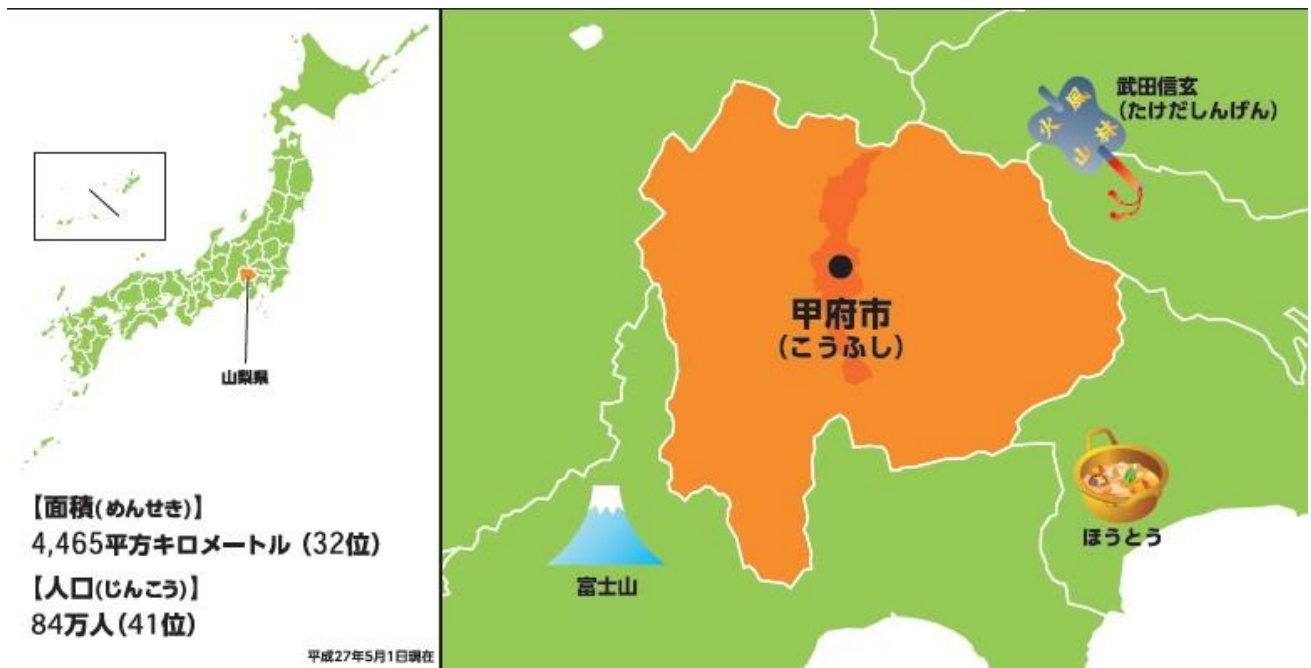 山梨県
【面積(めんせき)】
4,465平方キロメートル (32位)
【人口(じんこう)】
84万人(41位)
平成27年5月1日現在
武田信玄
(たけだしんげん)
風
林
火
山
甲府市
(こうふし)
富士山
ほうとう